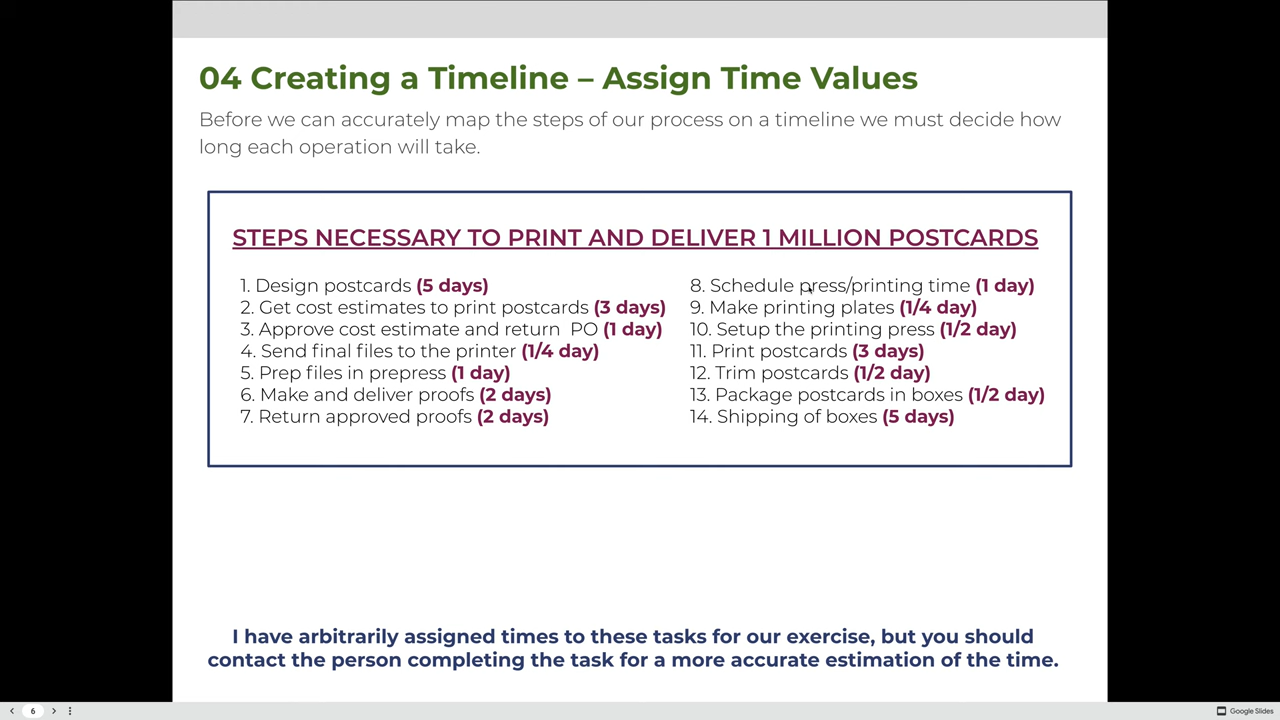 04 Creating a Timeline – Assign Time Values
Before we can accurately map the steps of our process on a timeline we must decide how
long each operation will take.
STEPS NECESSARY TO PRINT AND DELIVER 1 MILLION POSTCARDS
1. Design postcards (5 days)
2. Get cost estimates to print postcards (3 days)
3. Approve cost estimate and return  PO (1 day)
4. Send final files to the printer (1/4 day)
5. Prep files in prepress (1 day)
6. Make and deliver proofs (2 days)
7. Return approved proofs (2 days)
8. Schedule press/printing time (1 day)
9. Make printing plates (1/4 day)
10. Setup the printing press (1/2 day)
11. Print postcards (3 days)
12. Trim postcards (1/2 day)
13. Package postcards in boxes (1/2 day)
14. Shipping of boxes (5 days)
I have arbitrarily assigned times to these tasks for our exercise, but you should
contact the person completing the task for a more accurate estimation of the time.
6
Google Slides